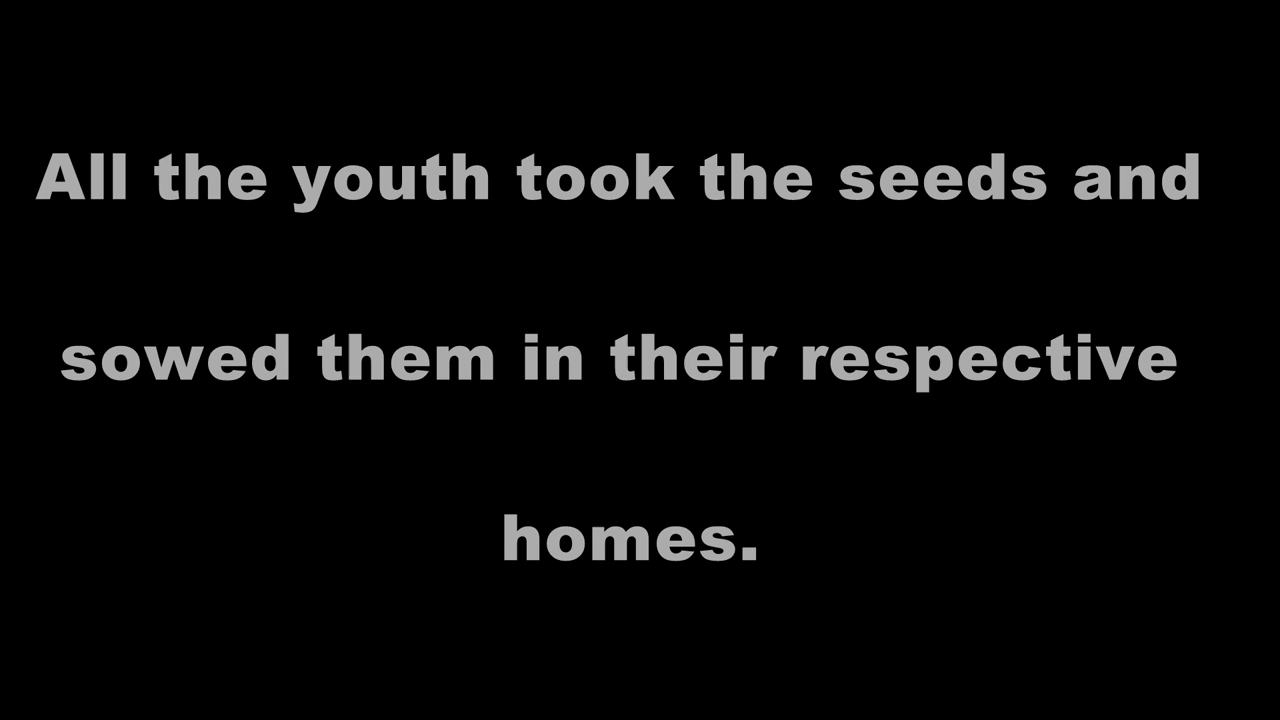 All the youth took the seeds and
sowed them in their respective
homes.